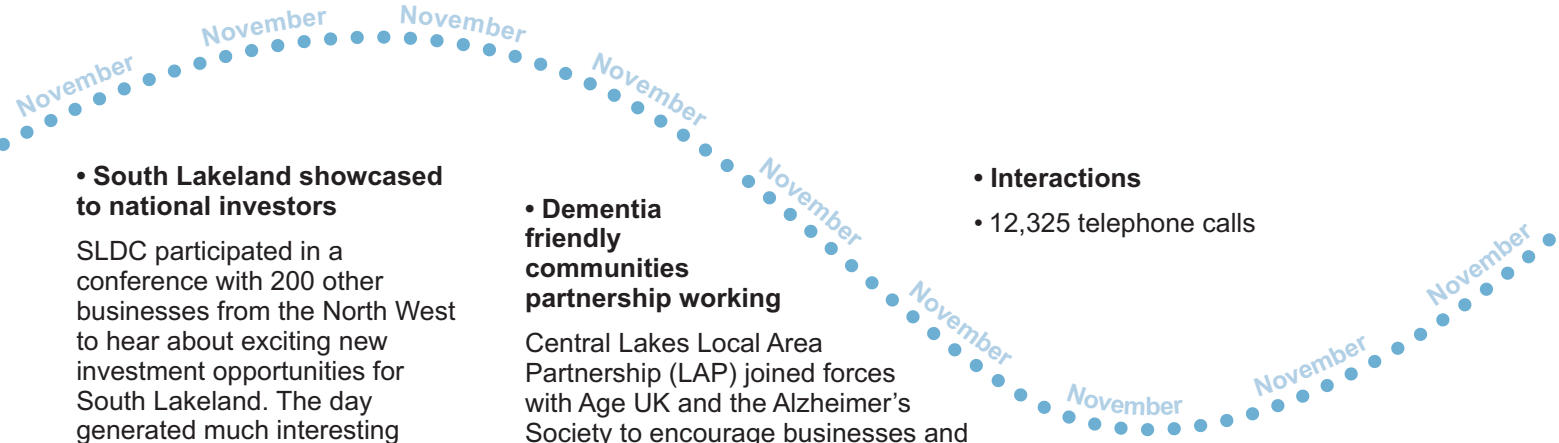 November
November
November
November
November
November
November
November
November
• South Lakeland showcased
to national investors
SLDC participated in a
conference with 200 other
businesses from the North West
to hear about exciting new
investment opportunities for
South Lakeland. The day
generated much interesting
• Dementia
friendly
communities
partnership working
Central Lakes Local Area
Partnership (LAP) joined forces
with Age UK and the Alzheimer’s
Society to encourage businesses and
• Interactions
• 12,325 telephone calls